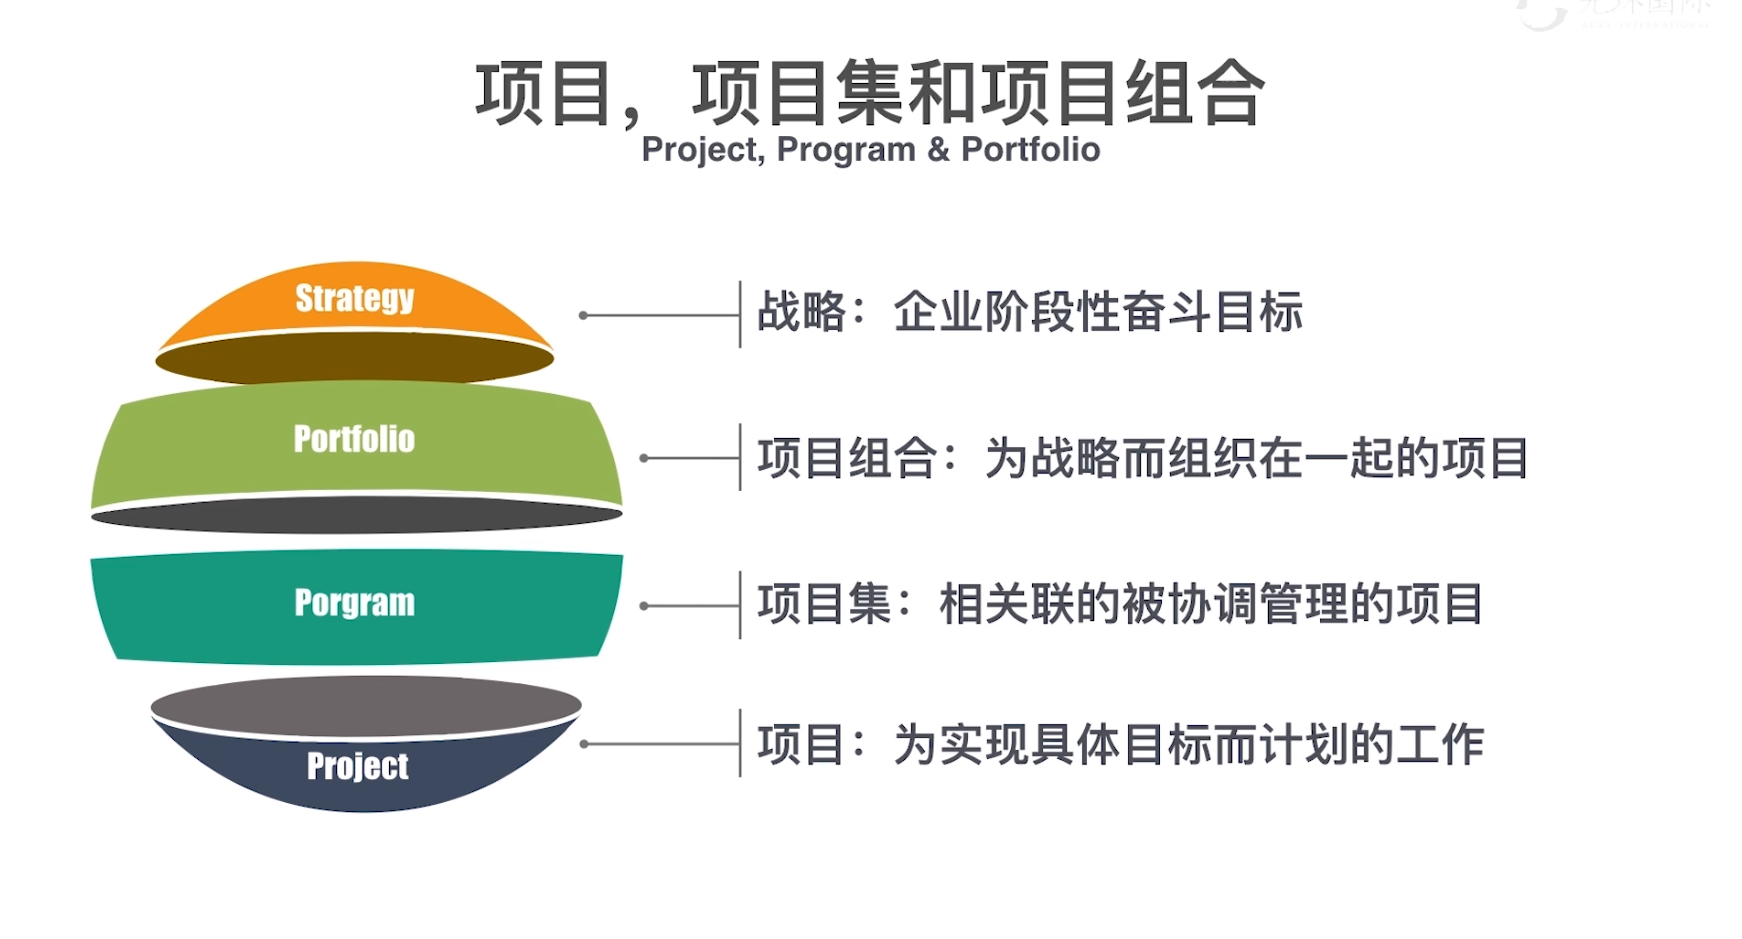 项目，项目集和项目组合
Project, Program & Portfolio
Strategy
战略：企业阶段性奋斗目标
Portfolio
项目组合：为战略而组织在一起的项目
Porgram
项目集：相关联的被协调管理的项目
Project
项目：为实现具体目标而计划的工作